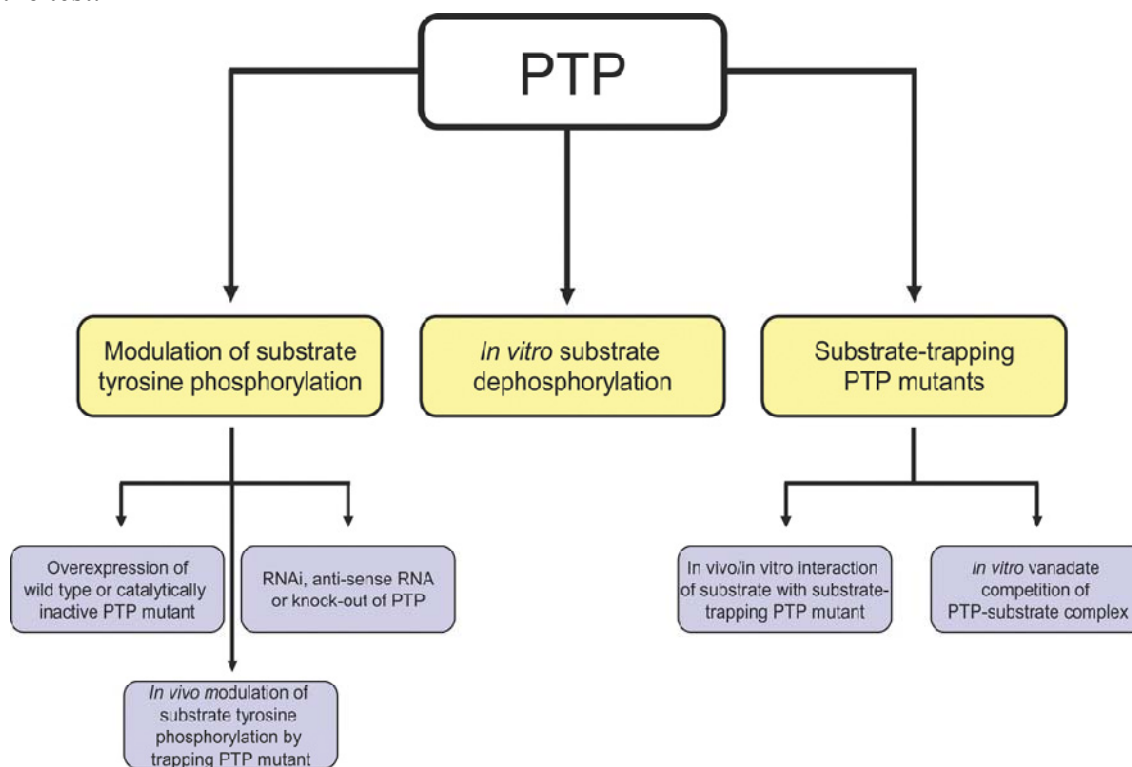 PTP
Modulation of substrate
tyrosine phosphorylation
In vitro substrate
dephosphorylation
Substrate-trapping
PTP mutants
Overexpression of
wild type or catalytically
inactive PTP mutant
RNAi, anti-sense RNA
or knock-out of PTP
In vivo/in vitro interaction
of substrate with substrate-
trapping PTP mutant
In vitro vanadate
competition of
PTP-substrate complex
In vivo modulation of
substrate tyrosine
phosphorylation by
trapping PTP mutant